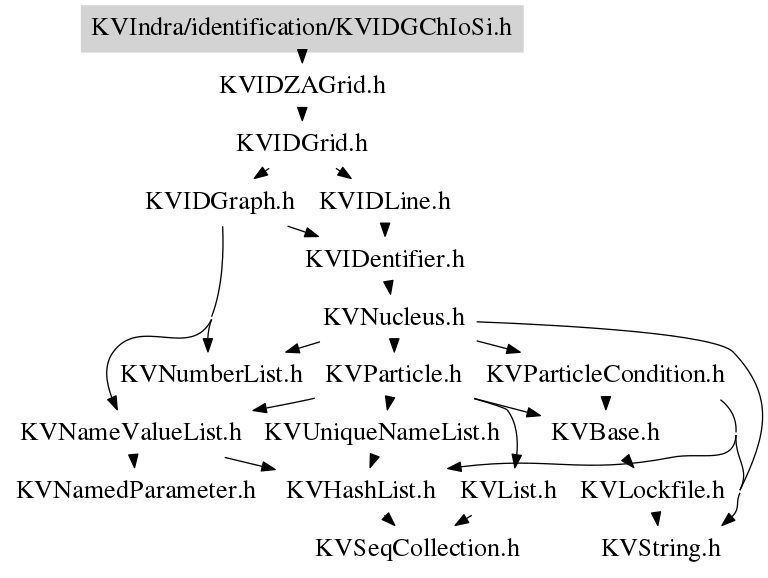 KVIndra/identification/KVIDGChIoSi.h
KVIDZAGrid.h
KVIDGrid.h
KVIDGraph.h KVIDLine.h
KVIDentifier.h
KVNucleus.h
KVNumberList.h KVParticle.h KVParticleCondition.h
KVNameValueList.h KVUniqueNameList.h KVBase.h
KVNamedParameter.h KVHashList.h KVList.h KVLockfile.h
KVSeqCollection.h KVString.h